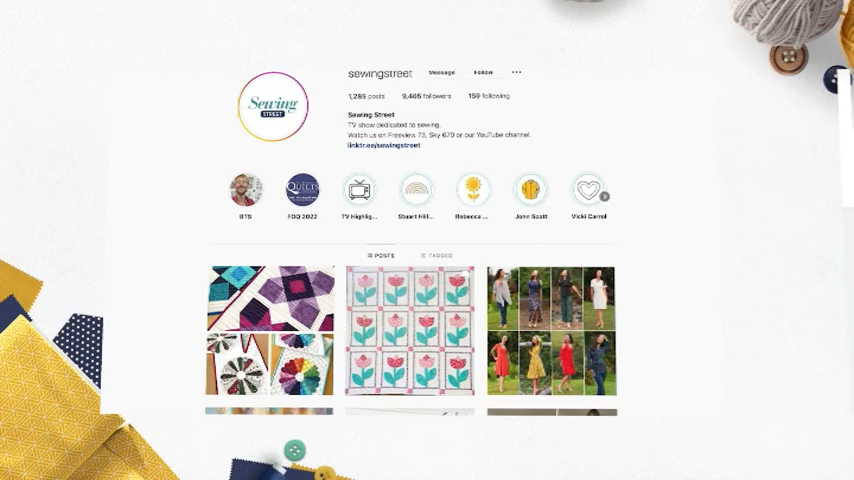 sewingstreet Message Follow ...
1,285 posts 9,465 followers 159 following
Sewing
STREET
Sewing Street
TV show dedicated to sewing.
Watch us on Freeview 73, Sky 670 or our YouTube channel.
linktr.ee/sewingstreet
QUILTS
BTS FOQ 2022 TV Highlig... Stuart Hill... Rebecca ... John Scott Vicki Carrol
POSTS TAGGED